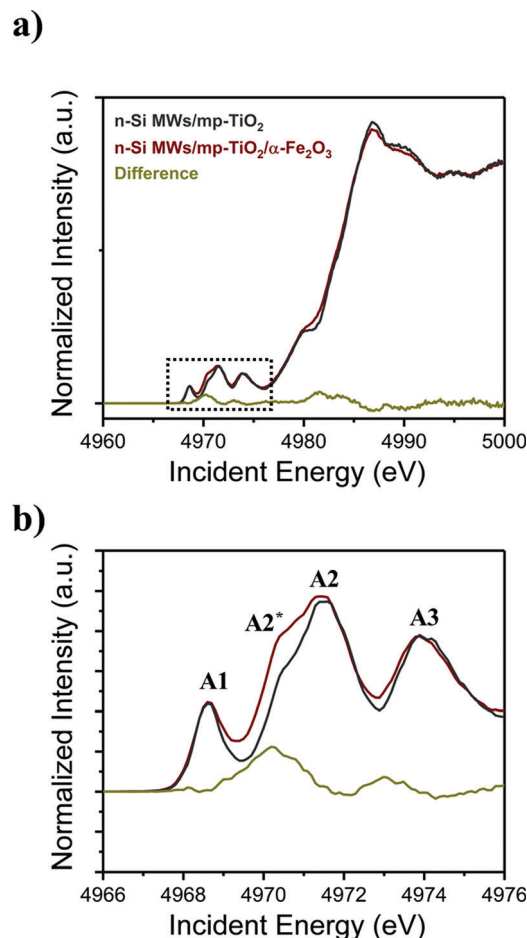 a)
n-Si MWs/mp-TiO₂
n-Si MWs/mp-TiO₂/α-Fe₂O₃
Difference
Normalized Intensity (a.u.)
4960 4970 4980 4990 5000
Incident Energy (eV)
b)
A1
A2*
A2
A3
Normalized Intensity (a.u.)
4966 4968 4970 4972 4974 4976
Incident Energy (eV)